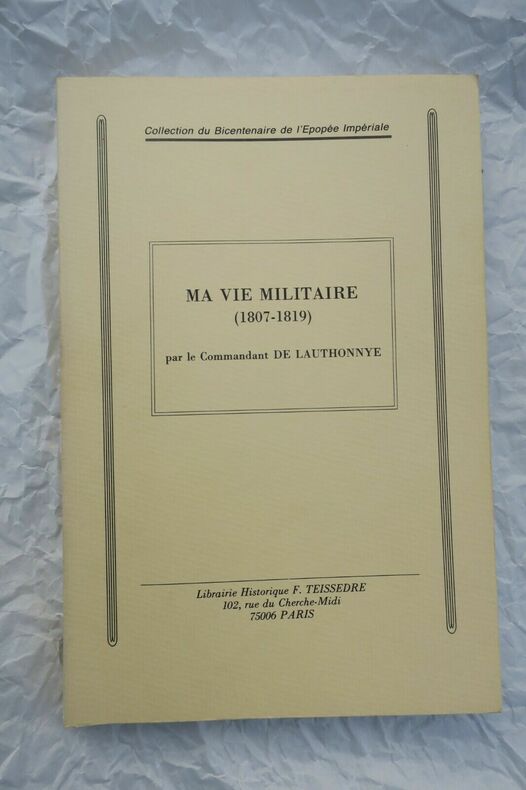 Collection du Bicentenaire de l'Epopée Impériale
MA VIE MILITAIRE
(1807-1819)
par le Commandant DE LAUTHONNYE
Librairie Historique F. TEISSEDRE
102, rue du Cherche-Midi
75006 PARIS